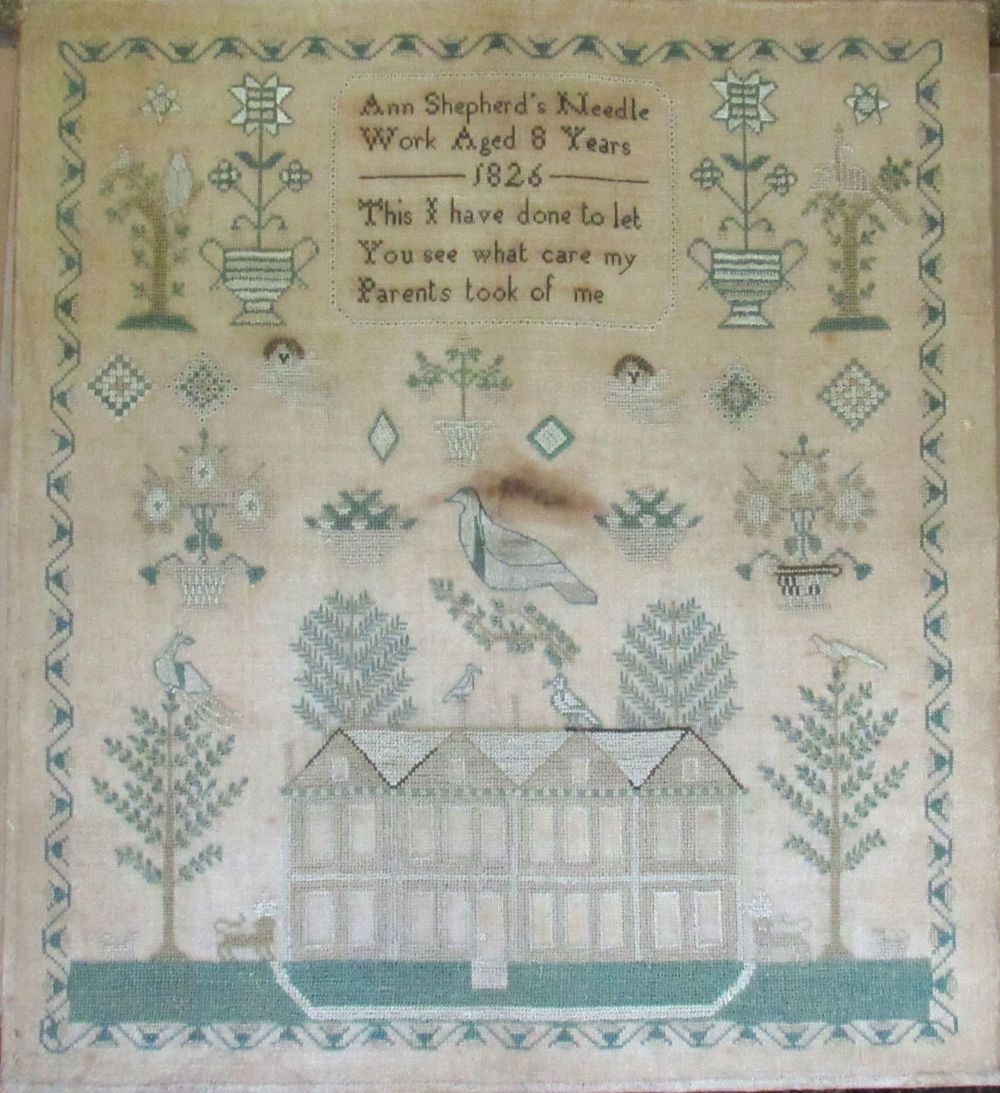 Ann Shepherd's Needle
Work Aged 8 Years
1826
This I have done to let
You see what care my
Parents took of me